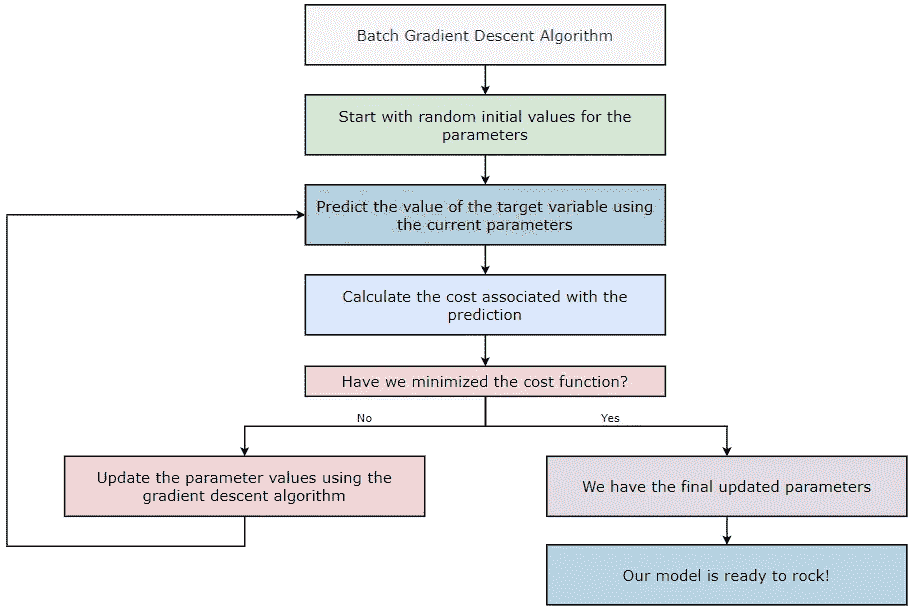 Batch Gradient Descent Algorithm
Start with random initial values for the
parameters
Predict the value of the target variable using
the current parameters
Calculate the cost associated with the
prediction
Have we minimized the cost function?
No
Yes
Update the parameter values using the
gradient descent algorithm
We have the final updated parameters
Our model is ready to rock!